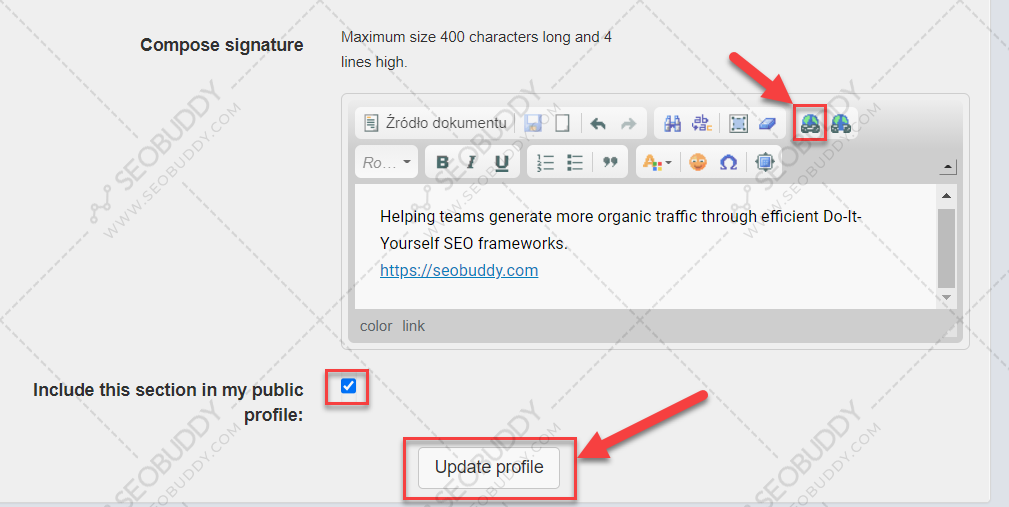 Compose signature
Maximum size 400 characters long and 4
lines high.
Źródło dokumentu
Ro...
B I U
Helping teams generate more organic traffic through efficient Do-It-
Yourself SEO frameworks.
https://seobuddy.com
color link
Include this section in my public
profile:
Update profile
SEOBUDDY
WWW.SEOBUDDY.COM